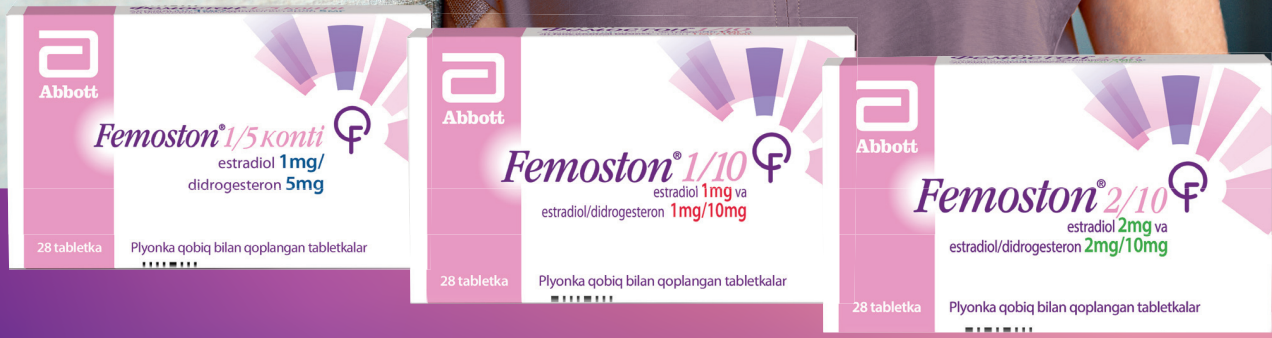 Abbott
Femoston® 1/5 конti
estradiol 1mg/
didrogesteron 5mg
28 tabletka
Plyonka qobiq bilan qoplangan tabletkalar
Abbott
Femoston® 1/10
estradiol 1mg va
estradiol/didrogesteron 1mg/10mg
28 tabletka
Plyonka qobiq bilan qoplangan tabletkalar
Abbott
Femoston® 2/10
estradiol 2mg va
estradiol/didrogesteron 2mg/10mg
28 tabletka
Plyonka qobiq bilan qoplangan tabletkalar